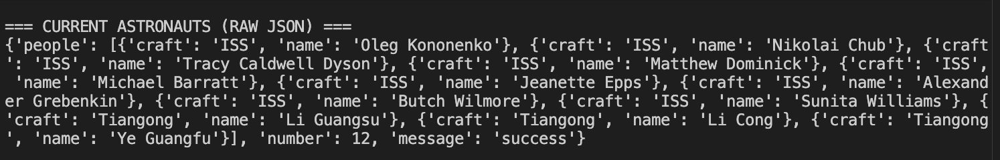 === CURRENT ASTRONAUTS (RAW JSON) ===
{'people': [{'craft': 'ISS', 'name': 'Oleg Kononenko'}, {'craft': 'ISS', 'name': 'Nikolai Chub'}, {'craft
': 'ISS', 'name': 'Tracy Caldwell Dyson'}, {'craft': 'ISS', 'name': 'Matthew Dominick'}, {'craft': 'ISS',
 'name': 'Michael Barratt'}, {'craft': 'ISS', 'name': 'Jeanette Epps'}, {'craft': 'ISS', 'name': 'Alexand
er Grebenkin'}, {'craft': 'ISS', 'name': 'Butch Wilmore'}, {'craft': 'ISS', 'name': 'Sunita Williams'}, {
'craft': 'Tiangong', 'name': 'Li Guangsu'}, {'craft': 'Tiangong', 'name': 'Li Cong'}, {'craft': 'Tiangong
', 'name': 'Ye Guangfu'}], 'number': 12, 'message': 'success'}